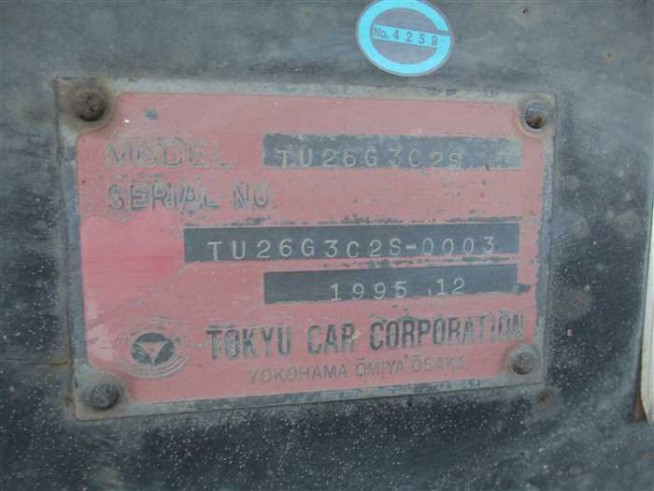 No. 4259
MODEL TU26G3C2S
SERIAL NO.
TU26G3C2S-0003
1995 12
TOKYU CAR CORPORATION
YOKOHAMA OMIYA OSAKA